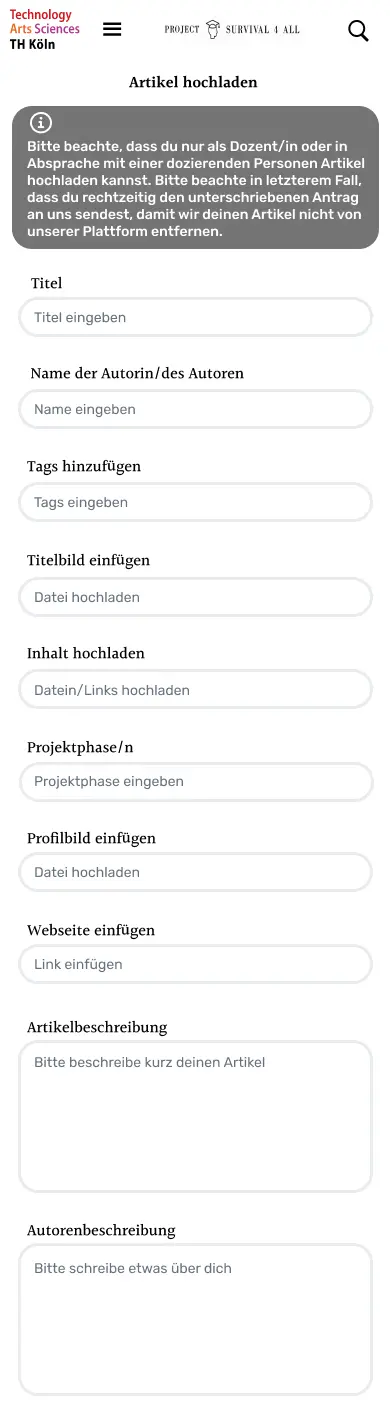 Technology
Arts Sciences
TH Köln
PROJECT SURVIVAL 4 ALL
Artikel hochladen
Bitte beachte, dass du nur als Dozent/in oder in
Absprache mit einer dozierenden Personen Artikel
hochladen kannst. Bitte beachte in letzterem Fall,
dass du rechtzeitig den unterschriebenen Antrag
an uns sendest, damit wir deinen Artikel nicht von
unserer Plattform entfernen.
Titel
Titel eingeben
Name der Autorin/des Autoren
Name eingeben
Tags hinzufügen
Tags eingeben
Titelbild einfügen
Datei hochladen
Inhalt hochladen
Datein/Links hochladen
Projektphase/n
Projektphase eingeben
Profilbild einfügen
Datei hochladen
Webseite einfügen
Link einfügen
Artikelbeschreibung
Bitte beschreibe kurz deinen Artikel
Autorenbeschreibung
Bitte schreibe etwas über dich